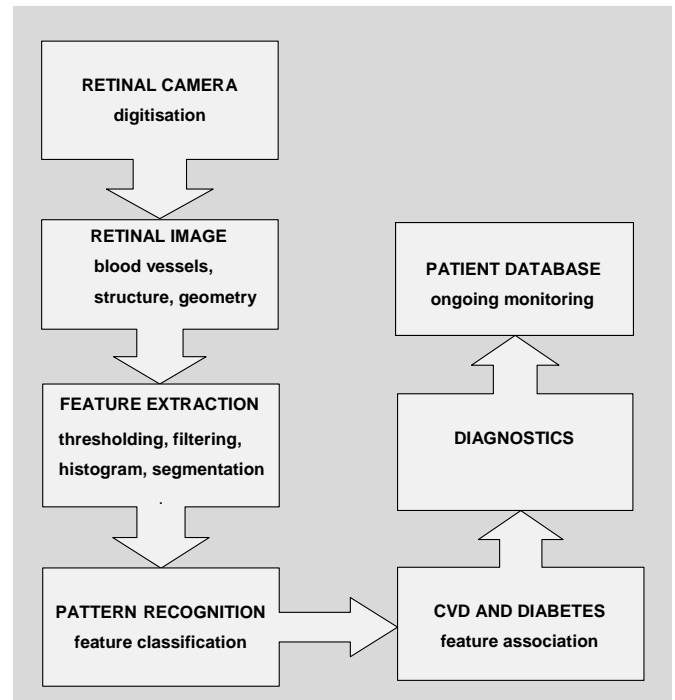 RETINAL CAMERA
digitisation
RETINAL IMAGE
blood vessels,
structure, geometry
FEATURE EXTRACTION
thresholding, filtering,
histogram, segmentation
.
PATTERN RECOGNITION
feature classification
CVD AND DIABETES
feature association
DIAGNOSTICS
PATIENT DATABASE
ongoing monitoring